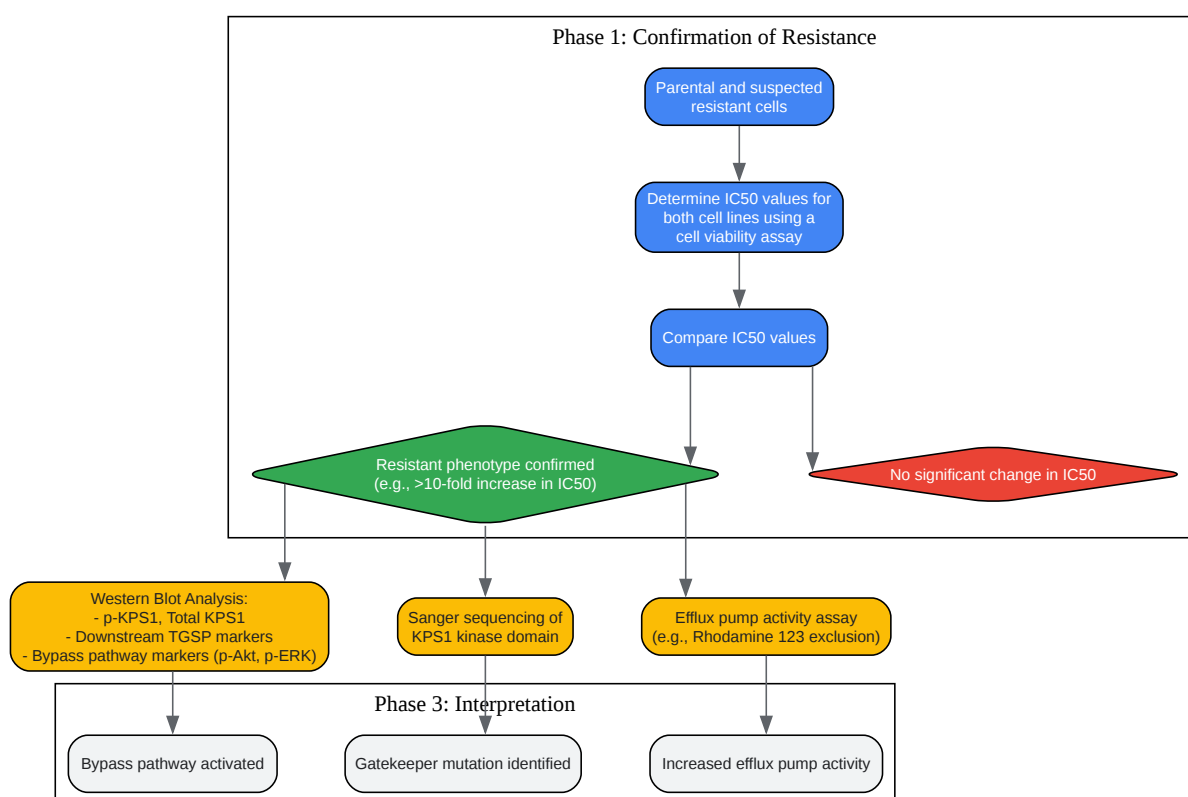 Phase 1: Confirmation of Resistance
Parental and suspected
resistant cells
Determine IC50 values for
both cell lines using a
cell viability assay
Compare IC50 values
Resistant phenotype confirmed
(e.g., >10-fold increase in IC50)
No significant change in IC50
Western Blot Analysis:
- p-KPS1, Total KPS1
- Downstream TGSP markers
- Bypass pathway markers (p-Akt, p-ERK)
Sanger sequencing of
KPS1 kinase domain
Efflux pump activity assay
(e.g., Rhodamine 123 exclusion)
Phase 3: Interpretation
Bypass pathway activated
Gatekeeper mutation identified
Increased efflux pump activity